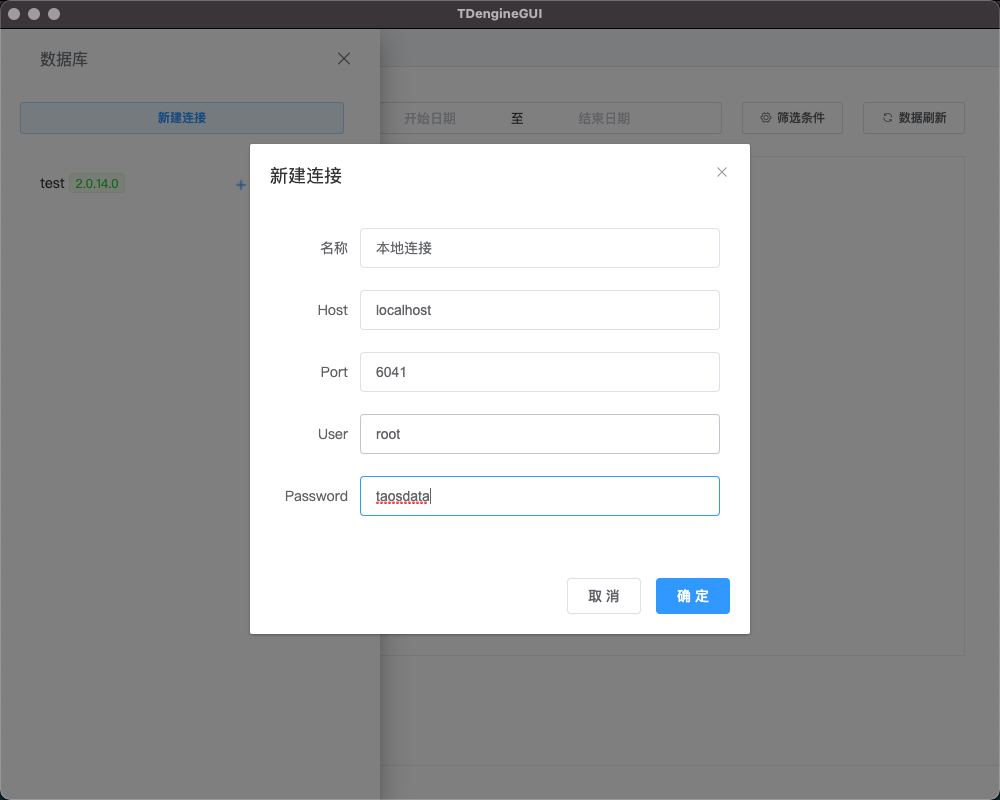 TDengineGUI
数据库
新建连接
开始日期 至 结束日期
筛选条件
数据刷新
test 2.0.14.0
新建连接
名称 本地连接
Host localhost
Port 6041
User root
Password taosdata
取 消
确 定